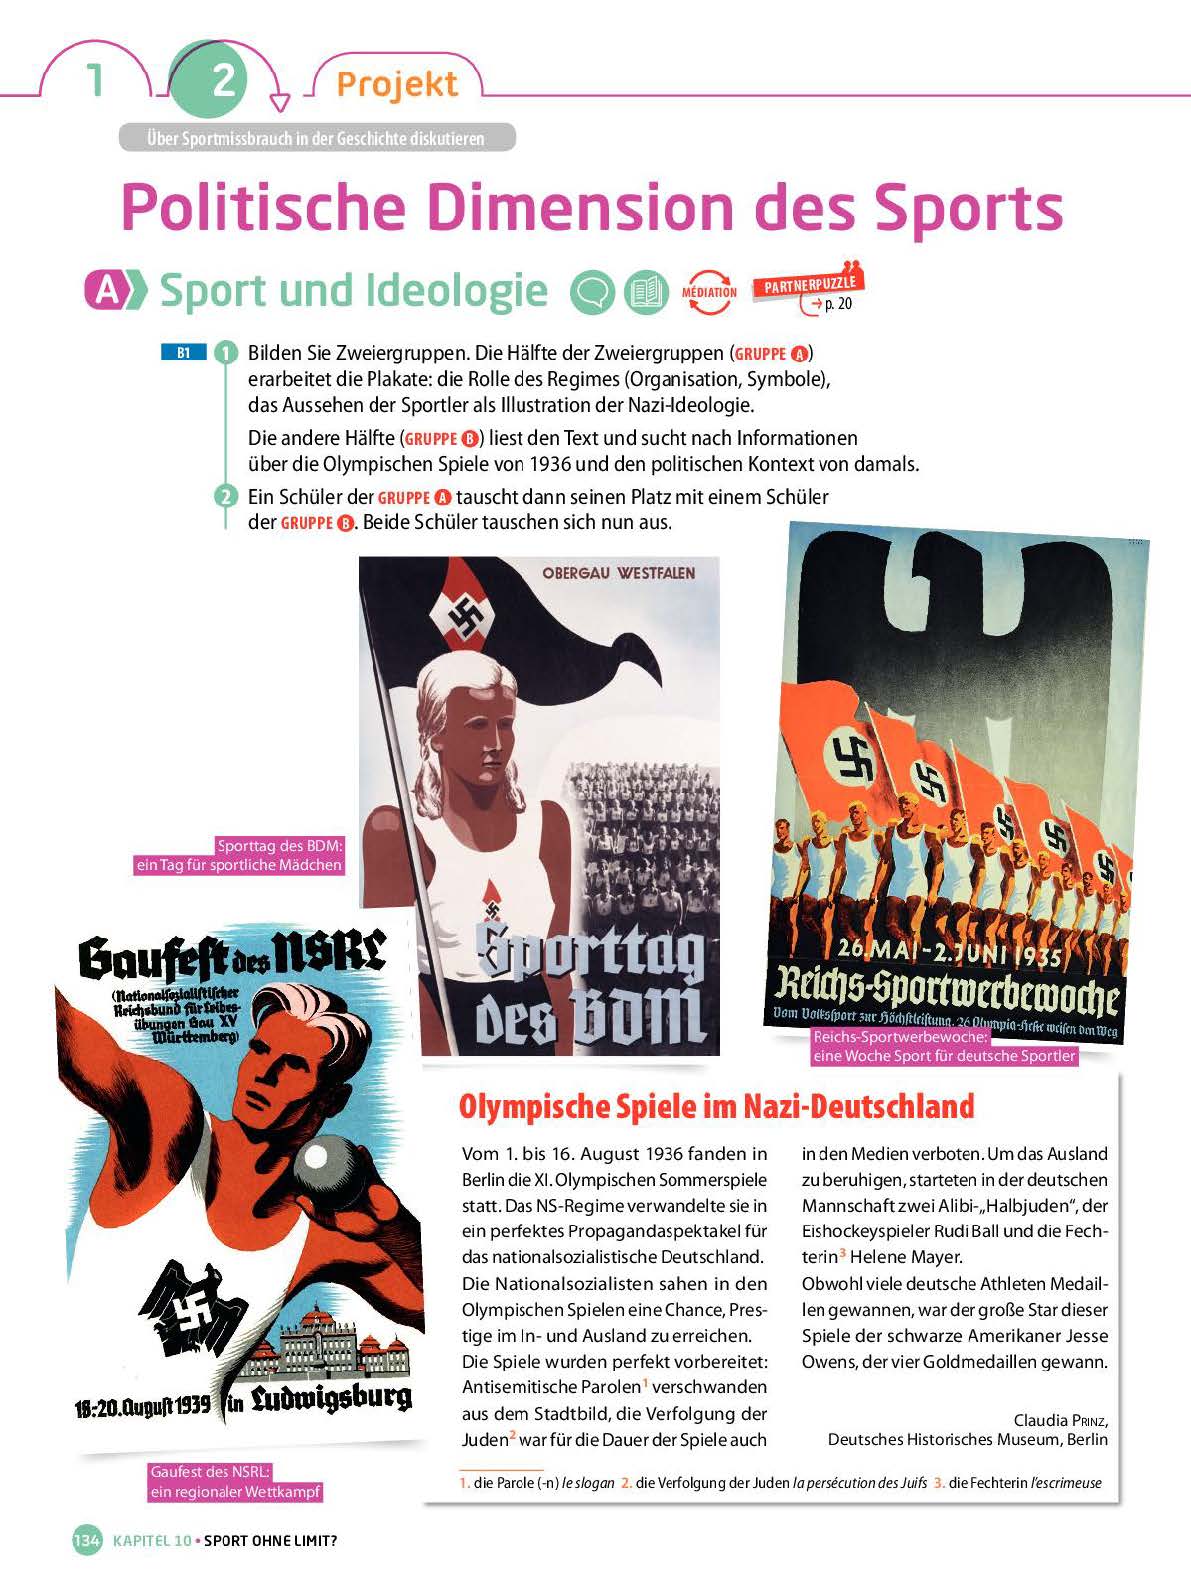 1
2
Projekt
Über Sportmissbrauch in der Geschichte diskutieren
Politische Dimension des Sports
A Sport und Ideologie
MÉDIATION
PARTNERPUZZLE
→ p. 20
B1
1 Bilden Sie Zweiergruppen. Die Hälfte der Zweiergruppen (GRUPPE A)
erarbeitet die Plakate: die Rolle des Regimes (Organisation, Symbole),
das Aussehen der Sportler als Illustration der Nazi-Ideologie.
Die andere Hälfte (GRUPPE B) liest den Text und sucht nach Informationen
über die Olympischen Spiele von 1936 und den politischen Kontext von damals.
2 Ein Schüler der GRUPPE A tauscht dann seinen Platz mit einem Schüler
der GRUPPE B. Beide Schüler tauschen sich nun aus.
OBERGAU WESTFALEN
Sporttag
des BDM
Sporttag des BDM:
ein Tag für sportliche Mädchen
26. MAI - 2. JUNI 1935
Reichs-Sportwerbewoche
Vom Volkssport zur Höchstleistung. 26 Olympia-Hefte weisen den Weg
Reichs-Sportwerbewoche:
eine Woche Sport für deutsche Sportler
Gaufest des NSRL
(Nationalsozialistischer
Reichsbund für Leibes-
übungen Gau XV
Württemberg)
18:20. August 1939 in Ludwigsburg
Gaufest des NSRL:
ein regionaler Wettkampf
Olympische Spiele im Nazi-Deutschland
Vom 1. bis 16. August 1936 fanden in
Berlin die XI. Olympischen Sommerspiele
statt. Das NS-Regime verwandelte sie in
ein perfektes Propagandaspektakel für
das nationalsozialistische Deutschland.
Die Nationalsozialisten sahen in den
Olympischen Spielen eine Chance, Pres-
tige im In- und Ausland zu erreichen.
Die Spiele wurden perfekt vorbereitet:
Antisemitische Parolen1 verschwanden
aus dem Stadtbild, die Verfolgung der
Juden2 war für die Dauer der Spiele auch
in den Medien verboten. Um das Ausland
zu beruhigen, starteten in der deutschen
Mannschaft zwei Alibi-„Halbjuden“, der
Eishockeyspieler Rudi Ball und die Fech-
terin3 Helene Mayer.
Obwohl viele deutsche Athleten Medail-
len gewannen, war der große Star dieser
Spiele der schwarze Amerikaner Jesse
Owens, der vier Goldmedaillen gewann.
Claudia PRINZ,
Deutsches Historisches Museum, Berlin
1. die Parole (-n) le slogan 2. die Verfolgung der Juden la persécution des Juifs 3. die Fechterin l'escrimeuse
134 KAPITEL 10 • SPORT OHNE LIMIT?